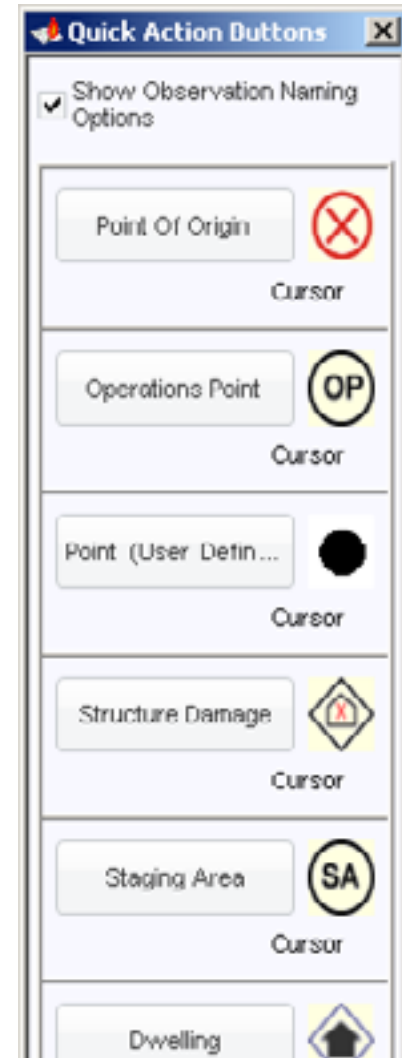 Quick Action Buttons
Show Observation Naming
Options
Point Of Origin
Cursor
Operations Point
OP
Cursor
Point (User Defin...
Cursor
Structure Damage
X
Cursor
Staging Area
SA
Cursor
Dwelling